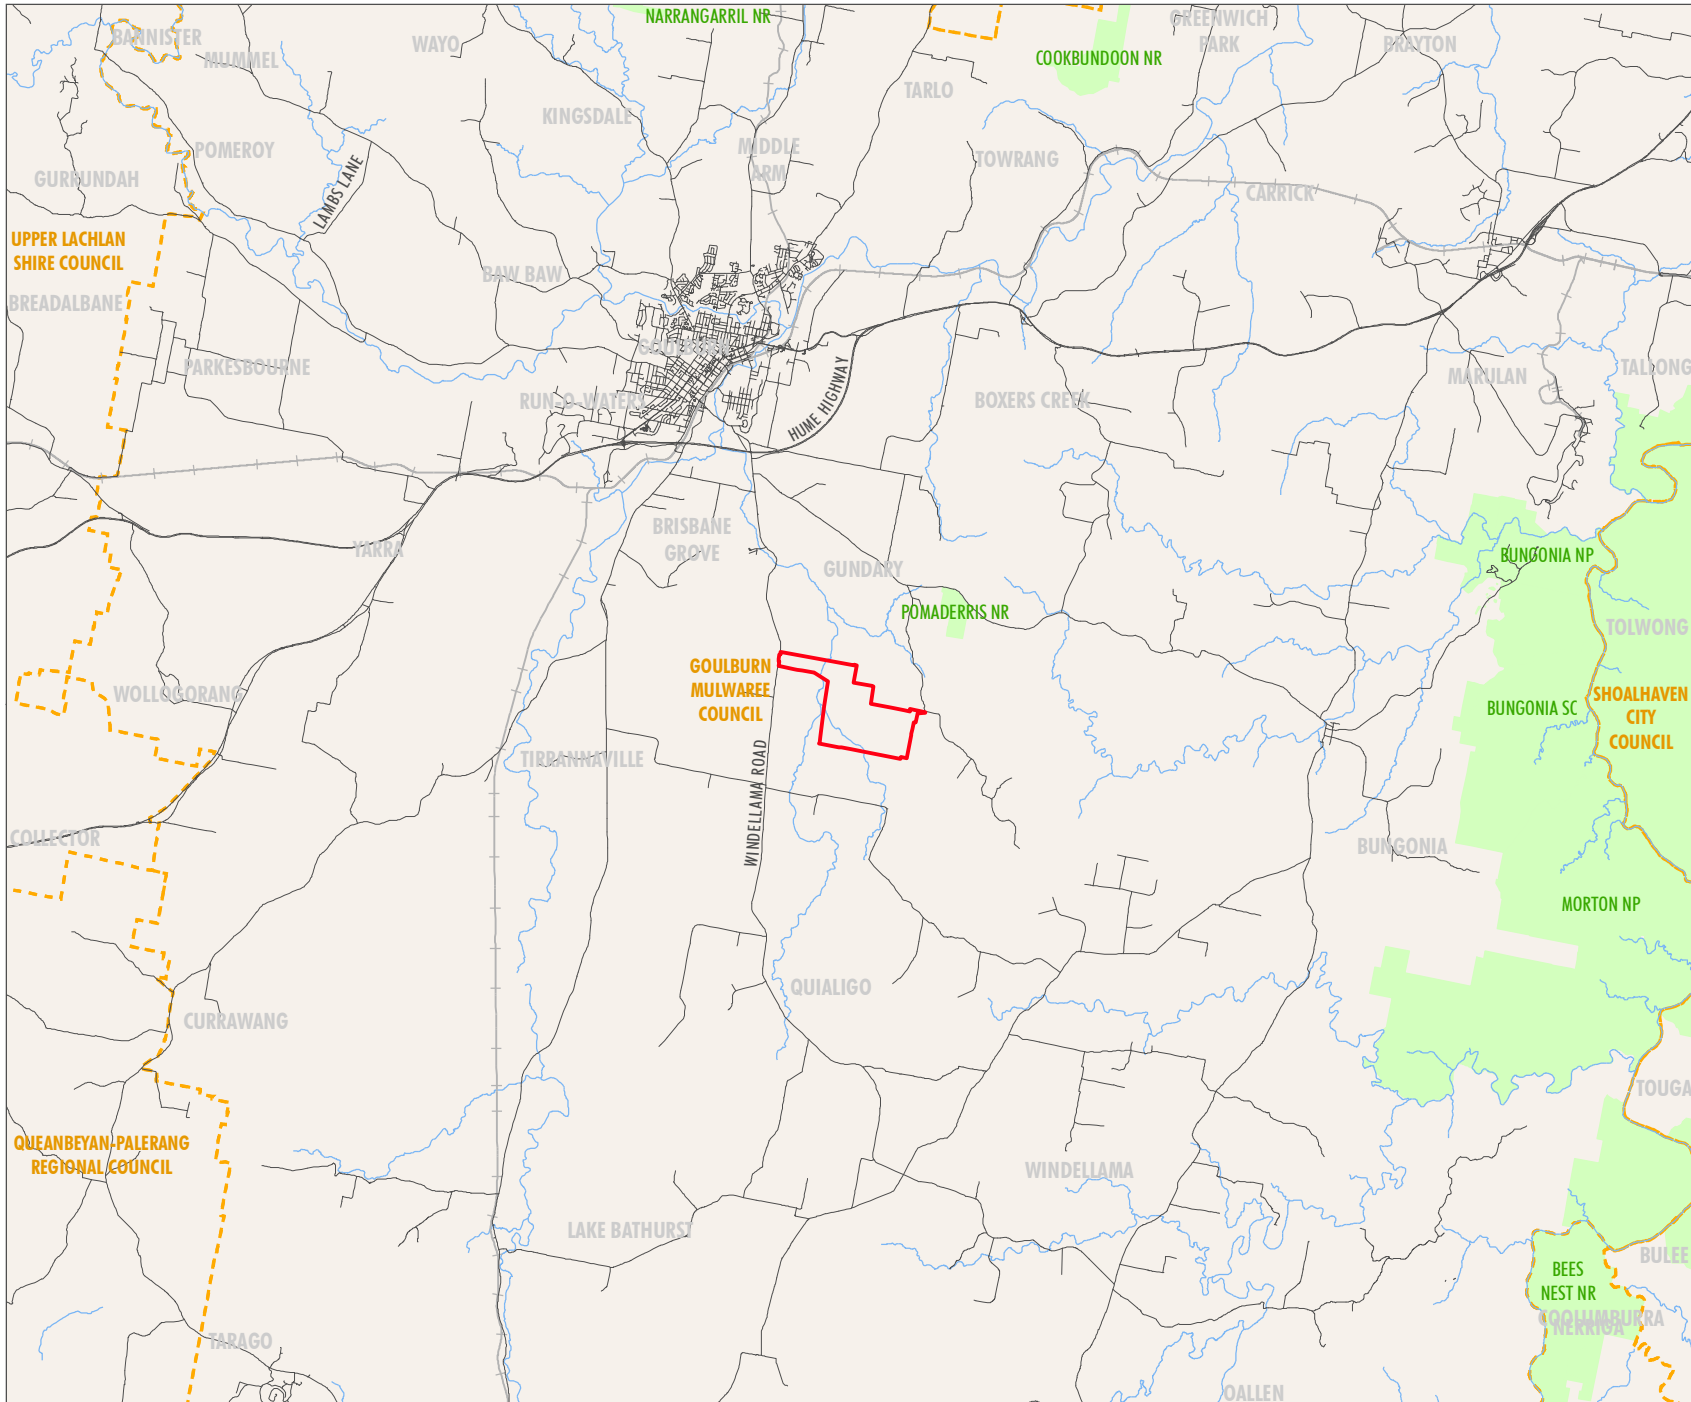 NARRANGARRIL NR
GREENWICH
PARK
BANNISTER
WAYO
BRAYTON
MUMMEL
COOKBUNDOON NR
TARLO
KINGSDALE
POMEROY
MIDDLE
ARM
TOWRANG
GURRUNDAH
LAMBS LANE
CARRICK
UPPER LACHLAN
SHIRE COUNCIL
BAW BAW
BREADALBANE
GOULBURN
PARKESBOURNE
TALLONG
MARULAN
HUME HIGHWAY
RUN-O-WATERS
BOXERS CREEK
BRISBANE
GROVE
YARRA
BUNGONIA NP
GUNDARY
POMADERRIS NR
TOLWONG
GOULBURN
MULWAREE
COUNCIL
WOLLOGORANG
SHOALHAVEN
CITY
COUNCIL
BUNGONIA SC
TIRRANNAVILLE
WINDELLAMA ROAD
COLLECTOR
BUNGONIA
MORTON NP
QUIALIGO
CURRAWANG
TOUGA
QUEANBEYAN-PALERANG
REGIONAL COUNCIL
WINDELLAMA
LAKE BATHURST
BULEE
BEES
NEST NR
COOLUMBURRA
NERRIGA
TARAGO
OALLEN